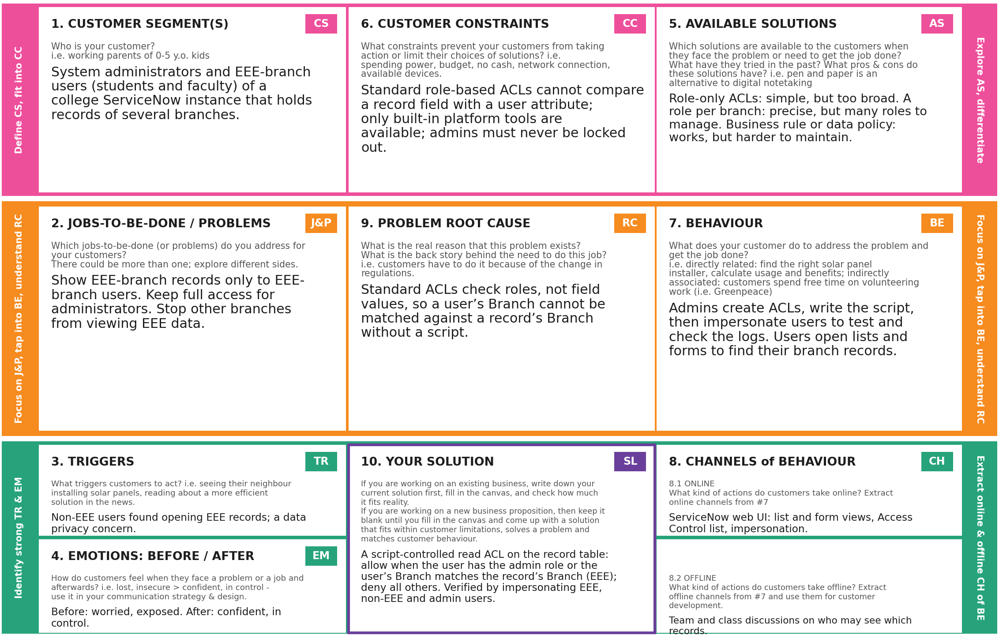 Define CS, fit into CC
1. CUSTOMER SEGMENT(S)
CS
Who is your customer?
i.e. working parents of 0-5 y.o. kids
System administrators and EEE-branch
users (students and faculty) of a
college ServiceNow instance that holds
records of several branches.
6. CUSTOMER CONSTRAINTS
CC
What constraints prevent your customers from taking
action or limit their choices of solutions? i.e.
spending power, budget, no cash, network connection,
available devices.
Standard role-based ACLs cannot compare
a record field with a user attribute;
only built-in platform tools are
available; admins must never be locked
out.
5. AVAILABLE SOLUTIONS
AS
Which solutions are available to the customers when
they face the problem or need to get the job done?
What have they tried in the past? What pros & cons do
these solutions have? i.e. pen and paper is an
alternative to digital notetaking
Role-only ACLs: simple, but too broad. A
role per branch: precise, but many roles to
manage. Business rule or data policy:
works, but harder to maintain.
Explore AS, differentiate
Focus on J&P, tap into BE, understand RC
2. JOBS-TO-BE-DONE / PROBLEMS
J&P
Which jobs-to-be-done (or problems) do you address for
your customers?
There could be more than one; explore different sides.
Show EEE-branch records only to EEE-
branch users. Keep full access for
administrators. Stop other branches
from viewing EEE data.
9. PROBLEM ROOT CAUSE
RC
What is the real reason that this problem exists?
What is the back story behind the need to do this job?
i.e. customers have to do it because of the change in
regulations.
Standard ACLs check roles, not field
values, so a user’s Branch cannot be
matched against a record’s Branch
without a script.
7. BEHAVIOUR
BE
What does your customer do to address the problem and
get the job done?
i.e. directly related: find the right solar panel
installer, calculate usage and benefits; indirectly
associated: customers spend free time on volunteering
work (i.e. Greenpeace)
Admins create ACLs, write the script,
then impersonate users to test and
check the logs. Users open lists and
forms to find their branch records.
Focus on J&P, tap into BE, understand RC
Identify strong TR & EM
3. TRIGGERS
TR
What triggers customers to act? i.e. seeing their neighbour
installing solar panels, reading about a more efficient
solution in the news.
Non-EEE users found opening EEE records; a data
privacy concern.
4. EMOTIONS: BEFORE / AFTER
EM
How do customers feel when they face a problem or a job and
afterwards? i.e. lost, insecure > confident, in control -
use it in your communication strategy & design.
Before: worried, exposed. After: confident, in
control.
10. YOUR SOLUTION
SL
If you are working on an existing business, write down your
current solution first, fill in the canvas, and check how much
it fits reality.
If you are working on a new business proposition, then keep it
blank until you fill in the canvas and come up with a solution
that fits within customer limitations, solves a problem and
matches customer behaviour.
A script-controlled read ACL on the record table:
allow when the user has the admin role or the
user’s Branch matches the record’s Branch (EEE);
deny all others. Verified by impersonating EEE,
non-EEE and admin users.
8. CHANNELS of BEHAVIOUR
CH
8.1 ONLINE
What kind of actions do customers take online? Extract
online channels from #7
ServiceNow web UI: list and form views, Access
Control list, impersonation.
8.2 OFFLINE
What kind of actions do customers take offline? Extract
offline channels from #7 and use them for customer
development.
Team and class discussions on who may see which
records.
Extract online & offline CH of BE